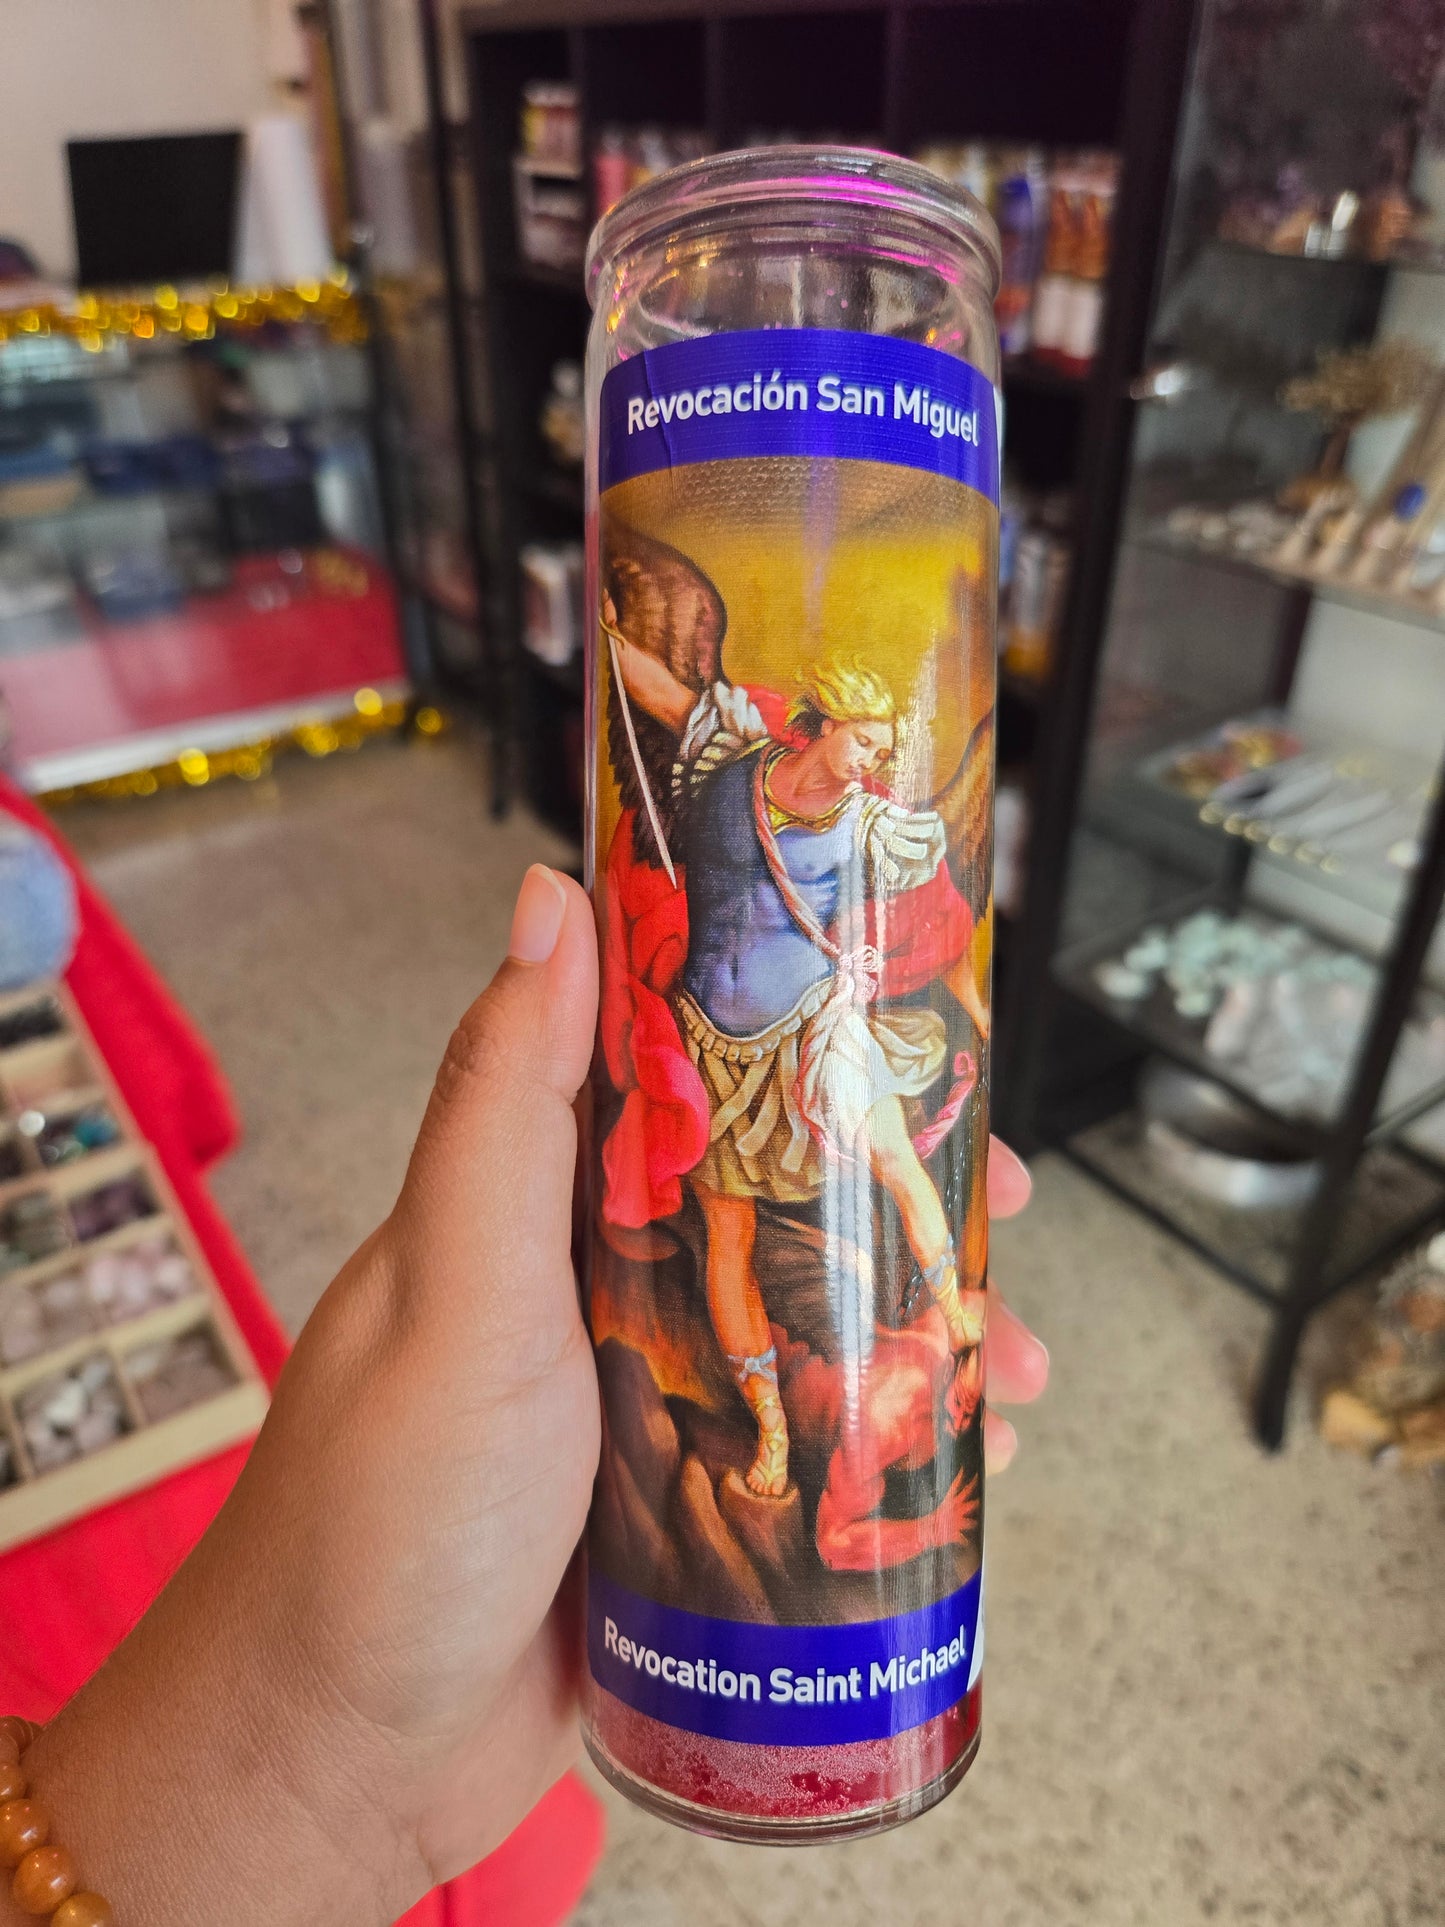 Revocación San Miguel
Revocation Saint Michael